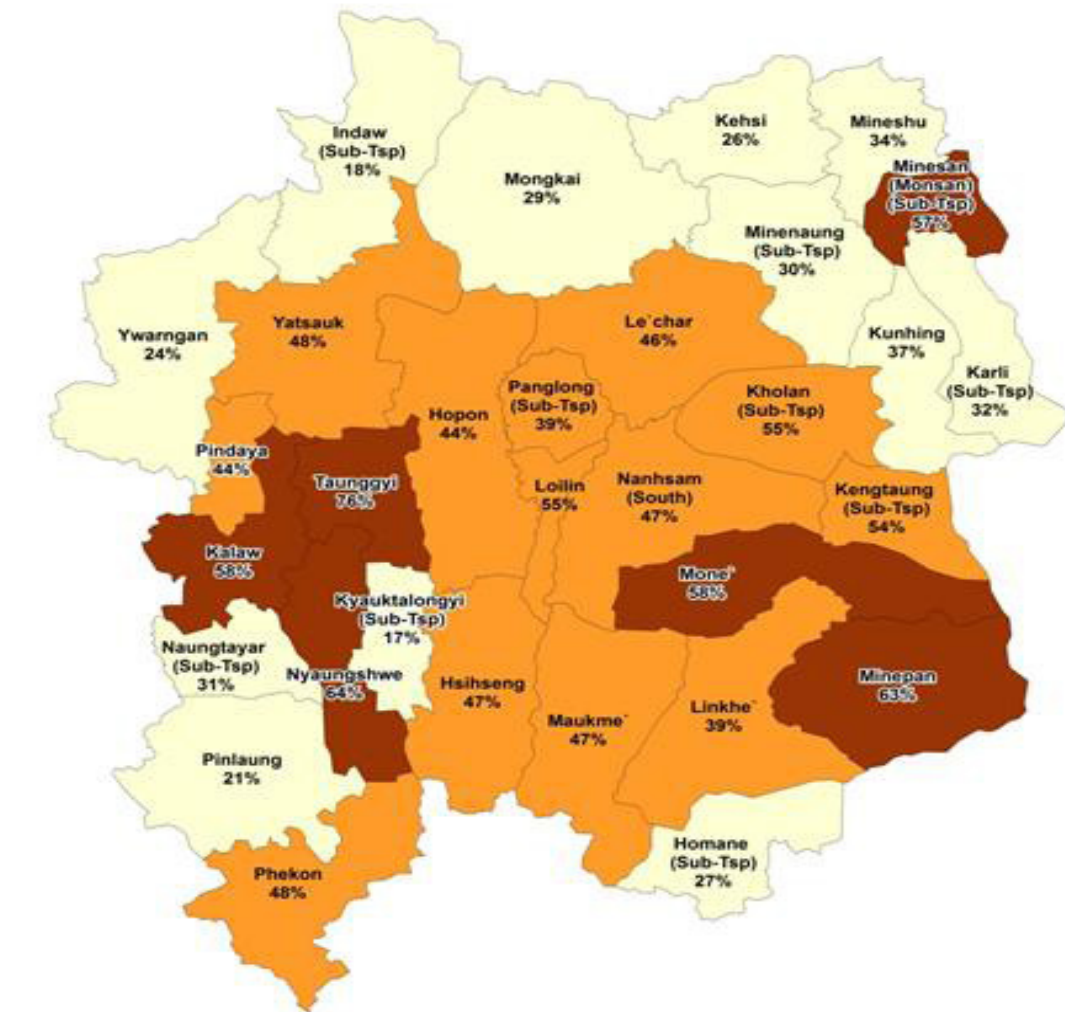 Indaw
(Sub-Tsp)
18%
Mongkai
29%
Kehsi
26%
Mineshu
34%
Minesan
(Monsan)
(Sub-Tsp)
57%
Minenaung
(Sub-Tsp)
30%
Ywarngan
24%
Yatsauk
48%
Le`char
46%
Kunhing
37%
Karli
(Sub-Tsp)
32%
Panglong
(Sub-Tsp)
39%
Kholan
(Sub-Tsp)
55%
Hopon
44%
Pindaya
44%
Taunggyi
76%
Loilin
55%
Nanhsam
(South)
47%
Kengtaung
(Sub-Tsp)
54%
Kalaw
58%
Mone`
58%
Kyauktalongyi
(Sub-Tsp)
17%
Naungtayar
(Sub-Tsp)
31%
Nyaungshwe
64%
Hsihseng
47%
Minepan
63%
Linkhe`
39%
Maukme`
47%
Pinlaung
21%
Homane
(Sub-Tsp)
27%
Phekon
48%